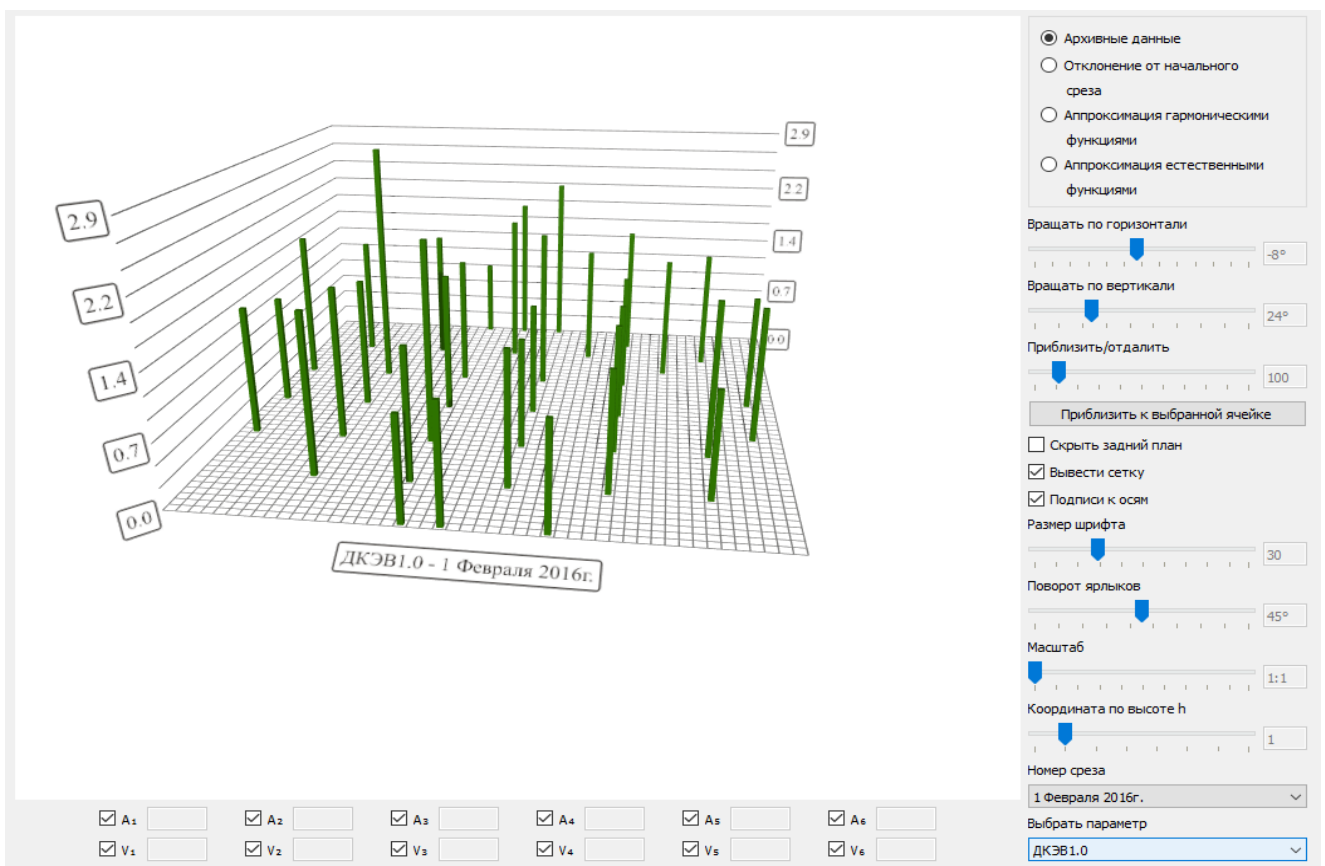 2.9
2.2
1.4
0.7
0.0
2.9
2.2
1.4
0.7
0.0
ДКЭВ1.0 - 1 Февраля 2016г.
Архивные данные
Отклонение от начального
среза
Аппроксимация гармоническими
функциями
Аппроксимация естественными
функциями
Вращать по горизонтали
-8°
Вращать по вертикали
24°
Приблизить/отдалить
100
Приблизить к выбранной ячейке
Скрыть задний план
Вывести сетку
Подписи к осям
Размер шрифта
30
Поворот ярлыков
45°
Масштаб
1:1
Координата по высоте h
1
Номер среза
1 Февраля 2016г.
Выбрать параметр
ДКЭВ1.0
A₁ A₂ A₃ A₄ A₅ A₆
V₁ V₂ V₃ V₄ V₅ V₆